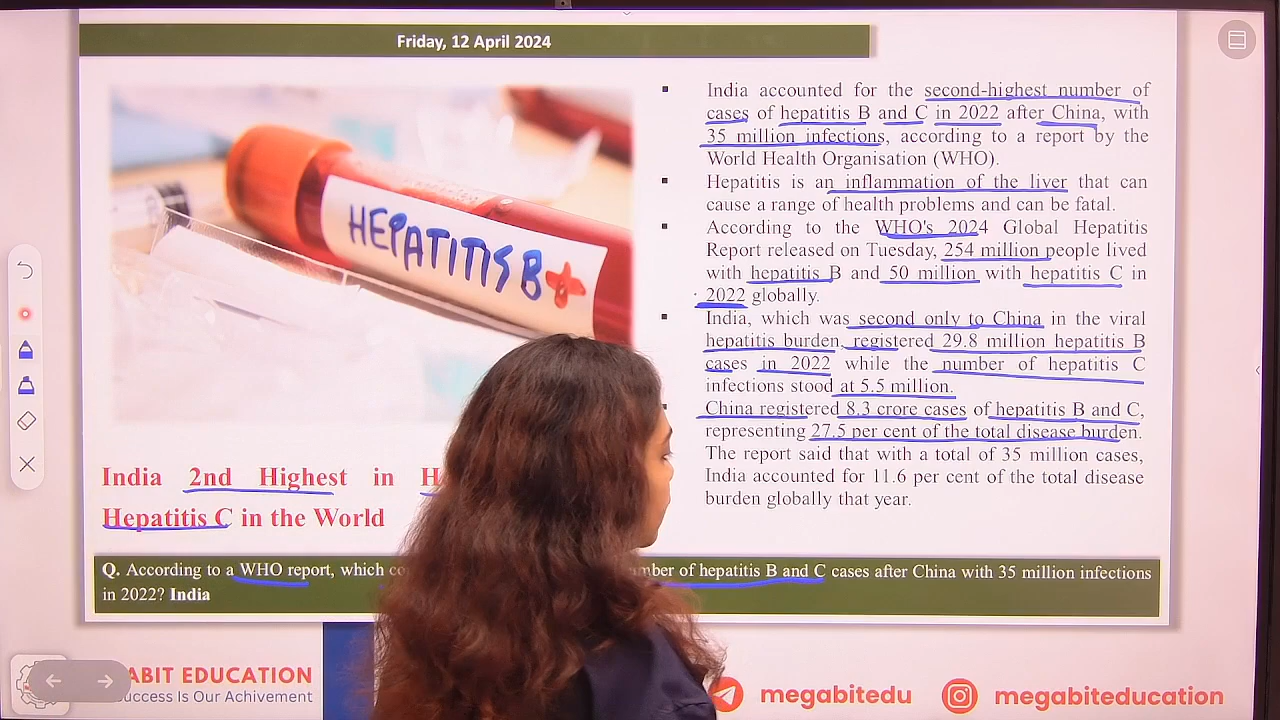 Friday, 12 April 2024
HEPATITIS B+
India accounted for the second-highest number of
cases of hepatitis B and C in 2022 after China, with
35 million infections, according to a report by the
World Health Organisation (WHO).
Hepatitis is an inflammation of the liver that can
cause a range of health problems and can be fatal.
According to the WHO's 2024 Global Hepatitis
Report released on Tuesday, 254 million people lived
with hepatitis B and 50 million with hepatitis C in
2022 globally.
India, which was second only to China in the viral
hepatitis burden, registered 29.8 million hepatitis B
cases in 2022 while the number of hepatitis C
infections stood at 5.5 million.
China registered 8.3 crore cases of hepatitis B and C,
representing 27.5 per cent of the total disease burden.
The report said that with a total of 35 million cases,
India accounted for 11.6 per cent of the total disease
burden globally that year.
India 2nd Highest in
Hepatitis C in the World
Q. According to a WHO report, which of hepatitis B and C cases after China with 35 million infections
in 2022? India
EDUCATION
Success Is Our Achivement
megabitedu
megabiteducation